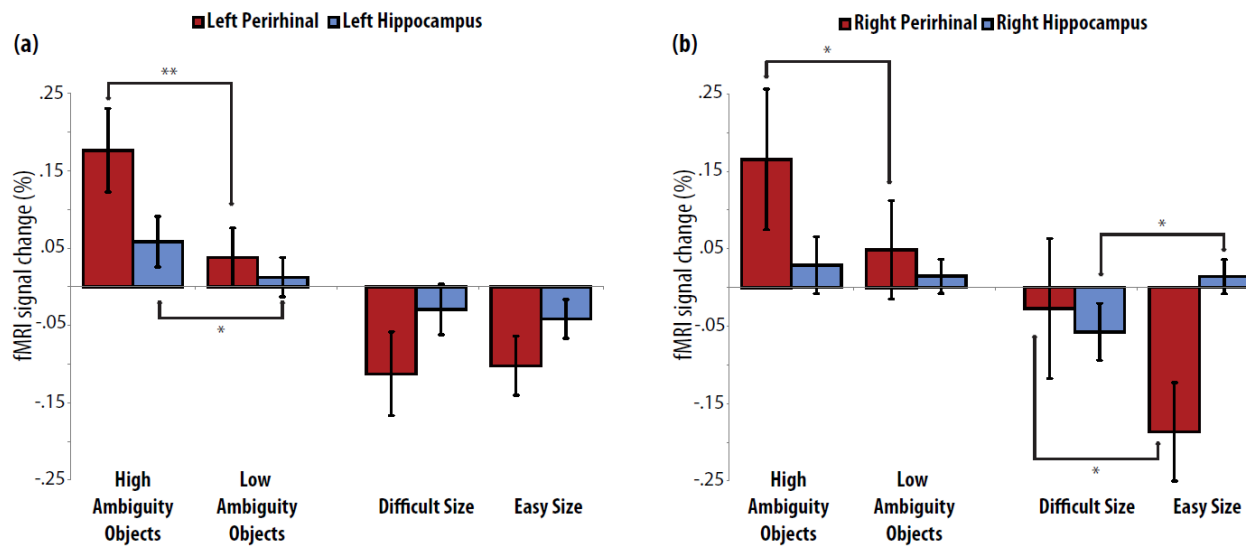 Left Perirhinal Left Hippocampus
(a)
**
.25
.15
.05
-.05
-.15
-.25
fMRI signal change (%)
*
High Ambiguity Objects
Low Ambiguity Objects
Difficult Size
Easy Size
Right Perirhinal Right Hippocampus
(b)
*
.25
.15
.05
-.05
-.15
-.25
fMRI signal change (%)
*
*
High Ambiguity Objects
Low Ambiguity Objects
Difficult Size
Easy Size